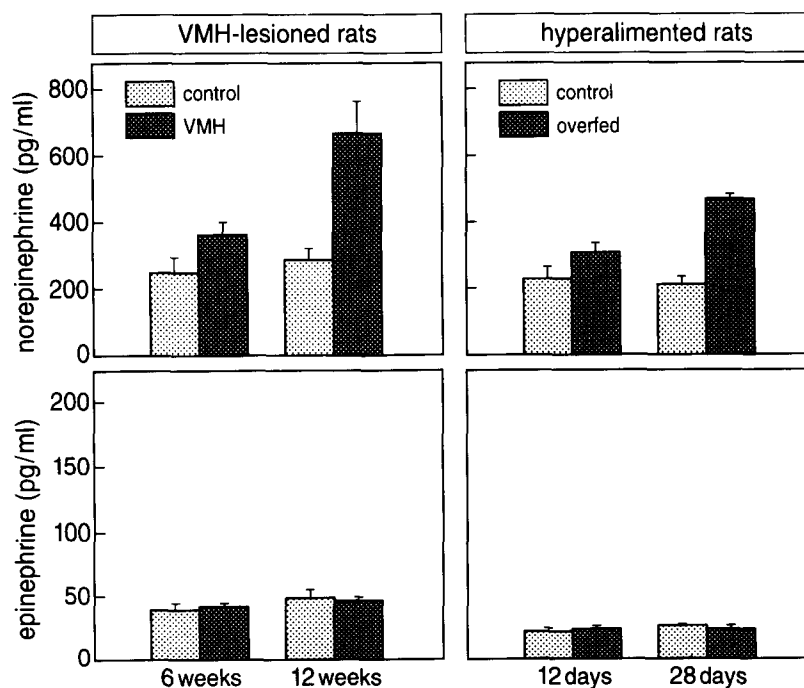 VMH-lesioned rats
hyperalimented rats
norepinephrine (pg/ml)
800
600
400
200
0
control
VMH
control
overfed
epinephrine (pg/ml)
200
150
100
50
0
6 weeks
12 weeks
12 days
28 days